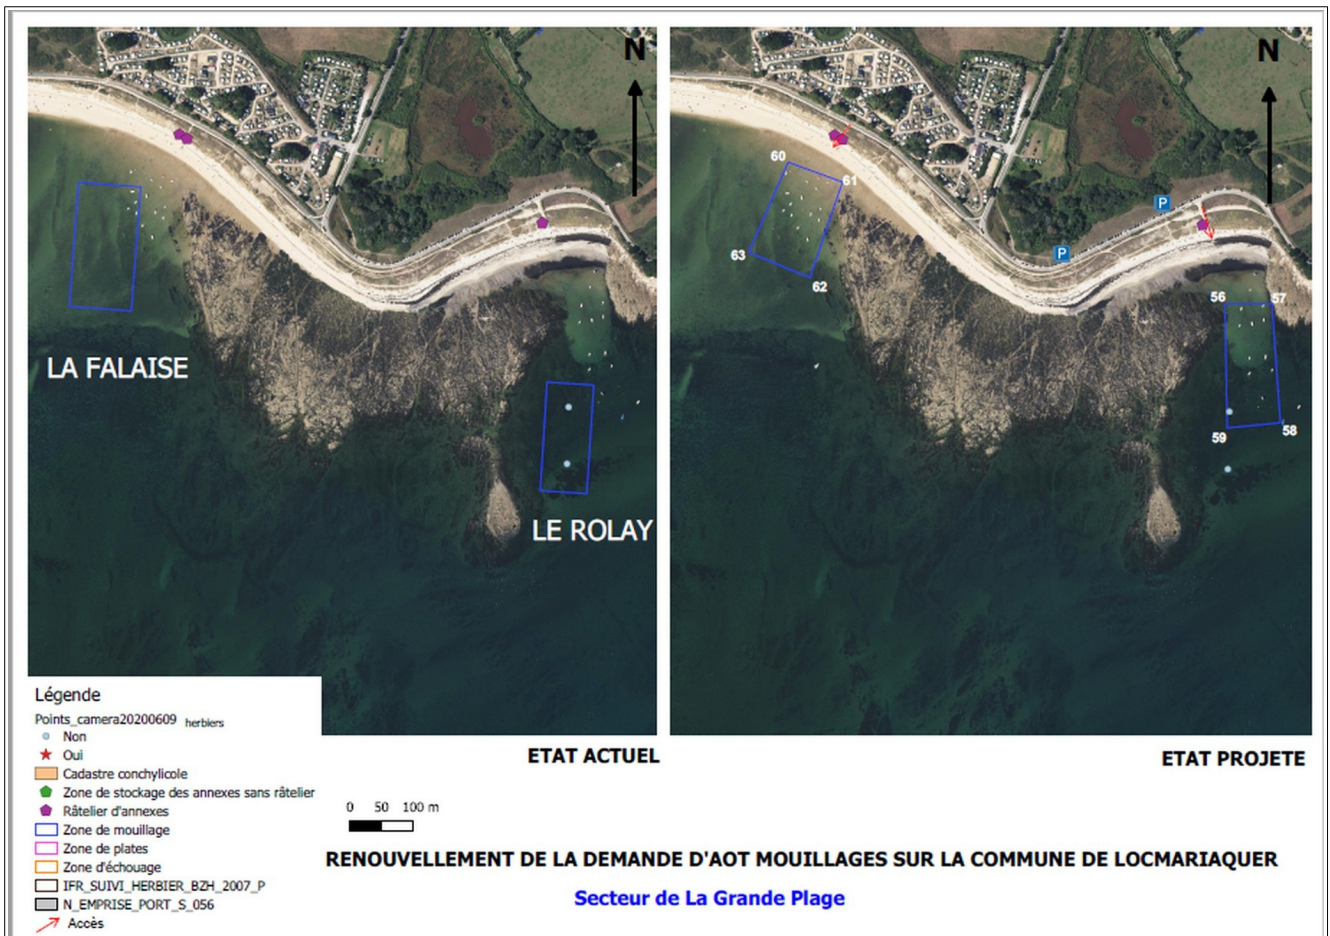 N
LA FALAISE
LE ROLAY
N
60
61
63
62
P
P
56
57
59
58
Légende
Points_camera20200609 herbiers
Non
Oui
Cadastre conchylicole
Zone de stockage des annexes sans râtelier
Râtelier d'annexes
Zone de mouillage
Zone de plates
Zone d'échouage
IFR_SUIVI_HERBIER_BZH_2007_P
N_EMPRISE_PORT_S_056
Accès
ETAT ACTUEL
ETAT PROJETE
0 50 100 m
RENOUVELLEMENT DE LA DEMANDE D'AOT MOUILLAGES SUR LA COMMUNE DE LOCMARIAQUER
Secteur de La Grande Plage